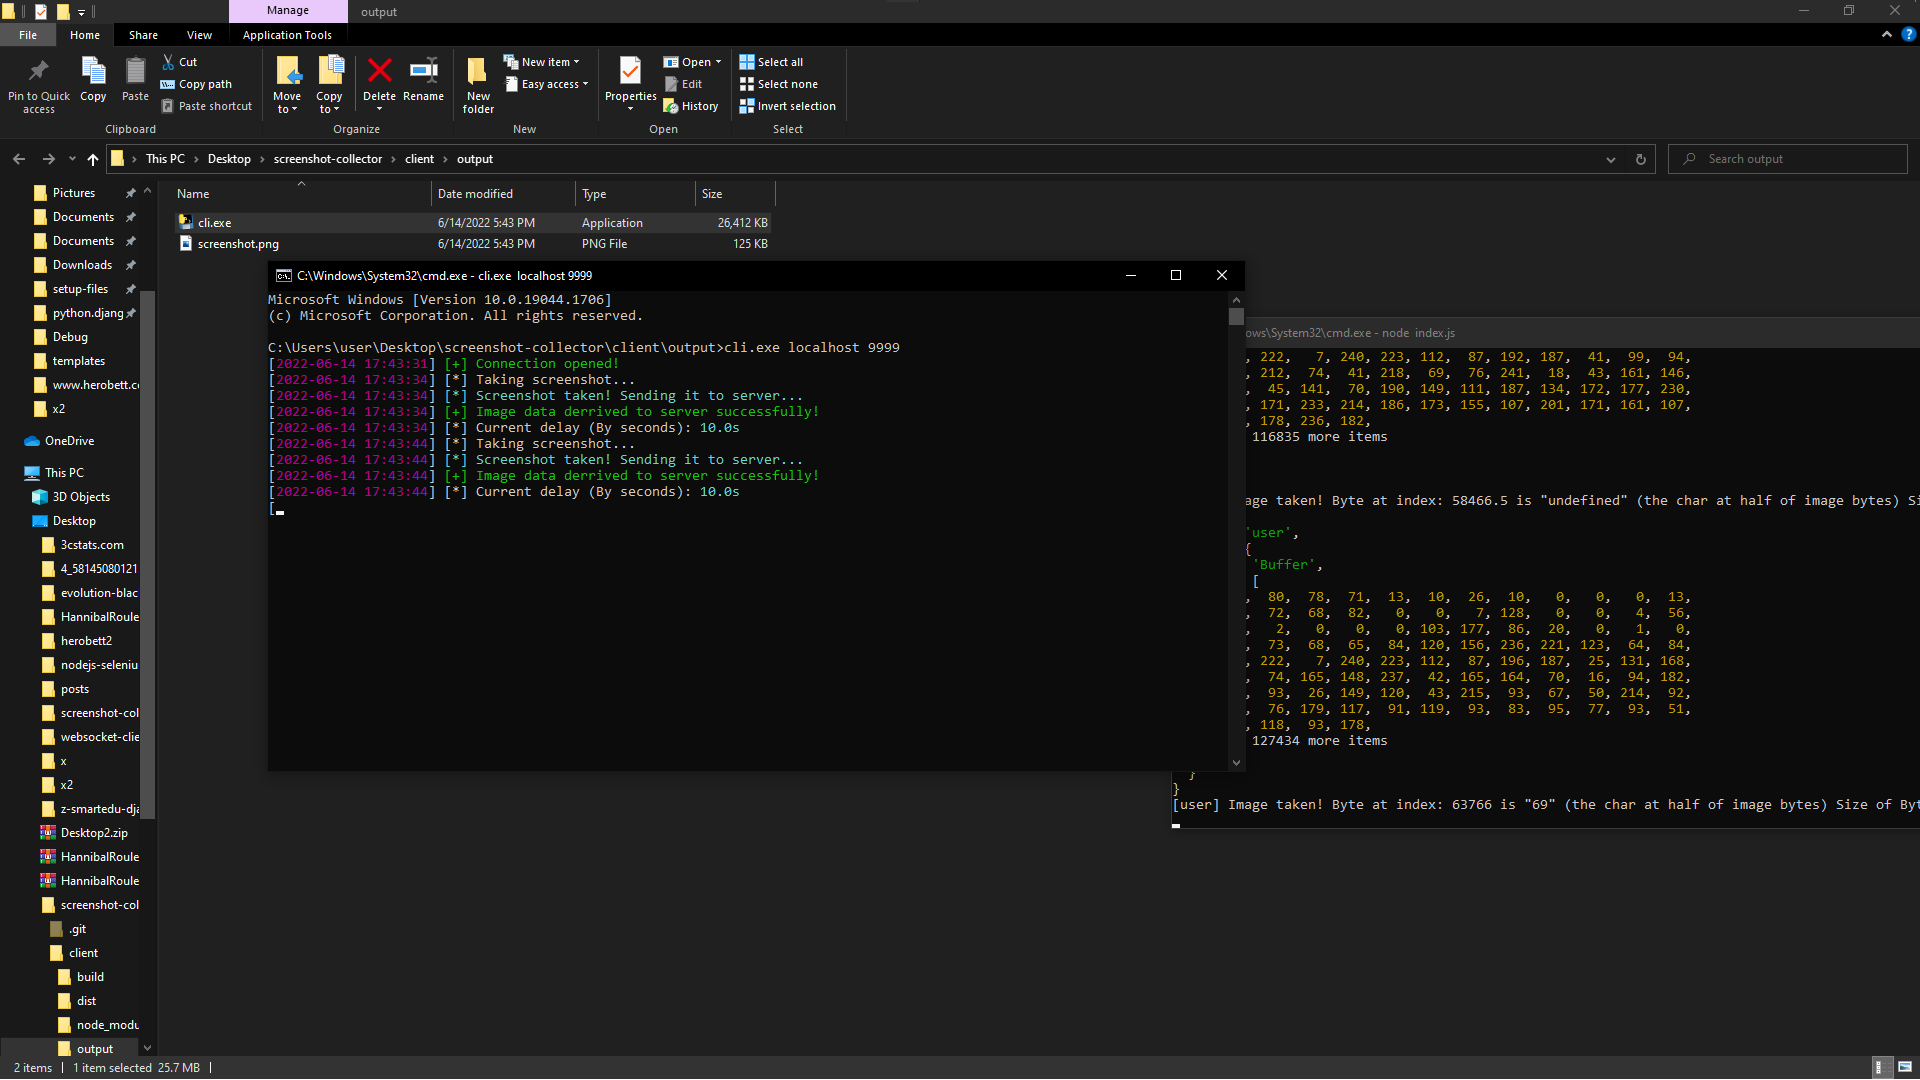 Manage
output
File
Home
Share
View
Application Tools
Pin to Quick access
Copy
Paste
Cut
Copy path
Paste shortcut
Move to
Copy to
Delete
Rename
New folder
New item
Easy access
Properties
Open
Edit
History
Select all
Select none
Invert selection
Clipboard
Organize
New
Open
Select
This PC
Desktop
screenshot-collector
client
output
Search output
Name
Date modified
Type
Size
cli.exe
6/14/2022 5:43 PM
Application
26,412 KB
screenshot.png
6/14/2022 5:43 PM
PNG File
125 KB
Pictures
Documents
Documents
Downloads
setup-files
python.djang
Debug
templates
www.herobett.c
x2
OneDrive
This PC
3D Objects
Desktop
3cstats.com
4_58145080121
evolution-blac
HannibalRoule
herobett2
nodejs-seleniu
posts
screenshot-col
websocket-clie
x
x2
z-smartedu-dja
Desktop2.zip
HannibalRoule
HannibalRoule
screenshot-col
.git
client
build
dist
node_modu
output
2 items
1 item selected 25.7 MB
C:\Windows\System32\cmd.exe - cli.exe  localhost 9999
Microsoft Windows [Version 10.0.19044.1706]
(c) Microsoft Corporation. All rights reserved.
C:\Users\user\Desktop\screenshot-collector\client\output>cli.exe localhost 9999
[2022-06-14 17:43:31] [+] Connection opened!
[2022-06-14 17:43:34] [*] Taking screenshot...
[2022-06-14 17:43:34] [*] Screenshot taken! Sending it to server...
[2022-06-14 17:43:34] [+] Image data derrived to server successfully!
[2022-06-14 17:43:34] [*] Current delay (By seconds): 10.0s
[2022-06-14 17:43:44] [*] Taking screenshot...
[2022-06-14 17:43:44] [*] Screenshot taken! Sending it to server...
[2022-06-14 17:43:44] [+] Image data derrived to server successfully!
[2022-06-14 17:43:44] [*] Current delay (By seconds): 10.0s
[
ows\System32\cmd.exe - node  index.js
, 222,   7, 240, 223, 112,  87, 192, 187,  41,  99,  94,
, 212,  74,  41, 218,  69,  76, 241,  18,  43, 161, 146,
,  45, 141,  70, 190, 149, 111, 187, 134, 172, 177, 230,
, 171, 233, 214, 186, 173, 155, 107, 201, 171, 161, 107,
, 178, 236, 182,
116835 more items
age taken! Byte at index: 58466.5 is "undefined" (the char at half of image bytes) Si
'user',
{
'Buffer',
[
,  80,  78,  71,  13,  10,  26,  10,   0,   0,   0,  13,
,  72,  68,  82,   0,   0,   7, 128,   0,   0,   4,  56,
,   2,   0,   0,   0, 103, 177,  86,  20,   0,   1,   0,
,  73,  68,  65,  84, 120, 156, 236, 221, 123,  64,  84,
, 222,   7, 240, 223, 112,  87, 196, 187,  25, 131, 168,
,  74, 165, 148, 237,  42, 165, 164,  70,  16,  94, 182,
,  93,  26, 149, 120,  43, 215,  93,  67,  50, 214,  92,
,  76, 179, 117,  91, 119,  93,  83,  95,  77,  93,  51,
, 118,  93, 178,
127434 more items
}
}
[user] Image taken! Byte at index: 63766 is "69" (the char at half of image bytes) Size of Byt